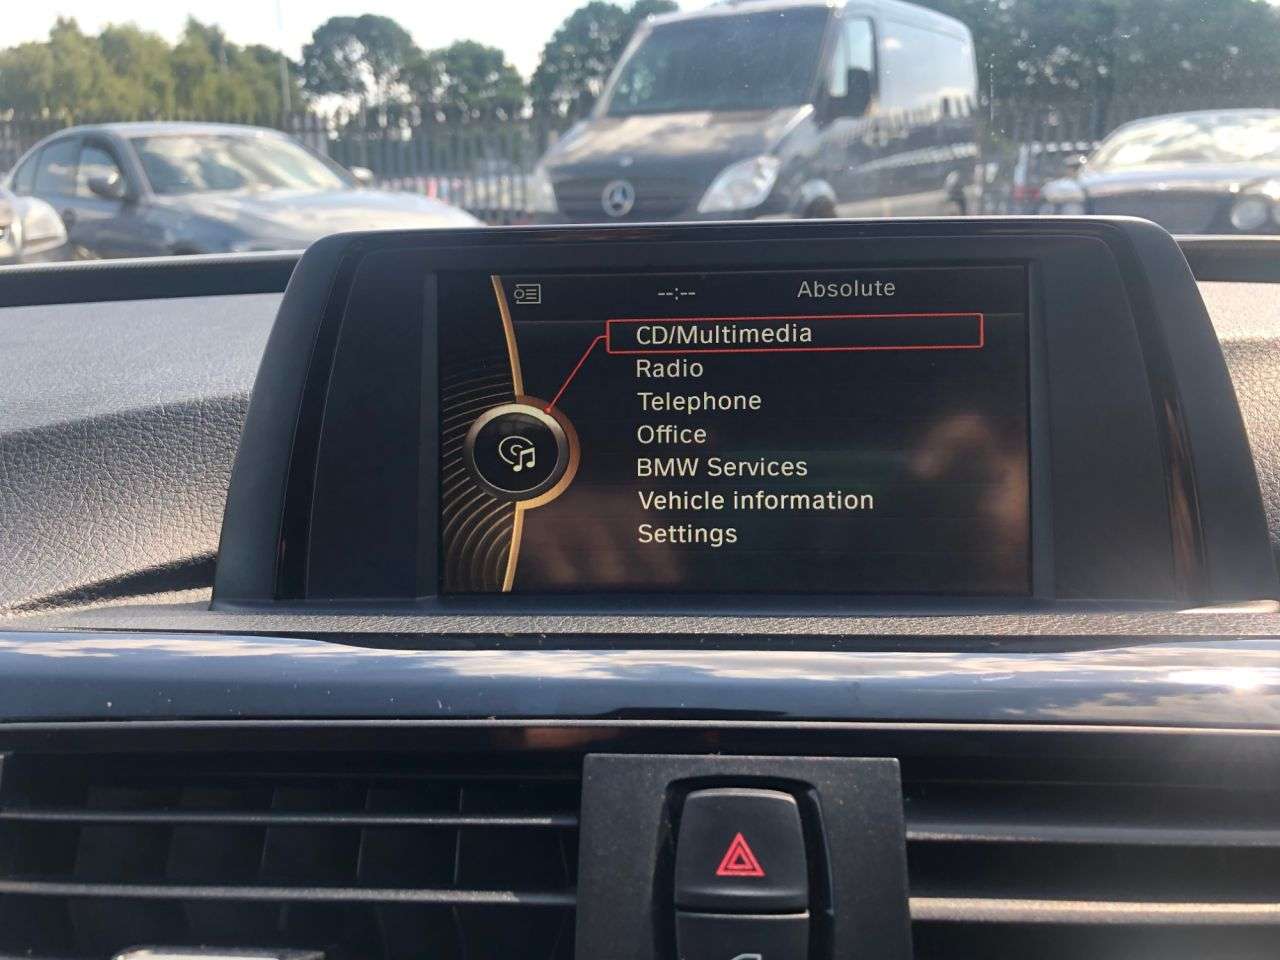 --:-- Absolute
CD/Multimedia
Radio
Telephone
Office
BMW Services
Vehicle information
Settings